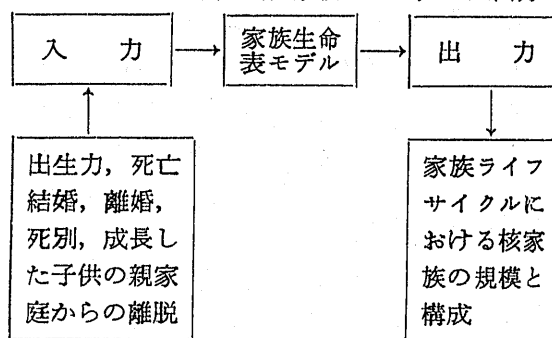 入 力
家族生命
表モデル
出 力
出生力，死亡
結婚，離婚，
死別，成長し
た子供の親家
庭からの離脱
家族ライフ
サイクルに
おける核家
族の規模と
構成